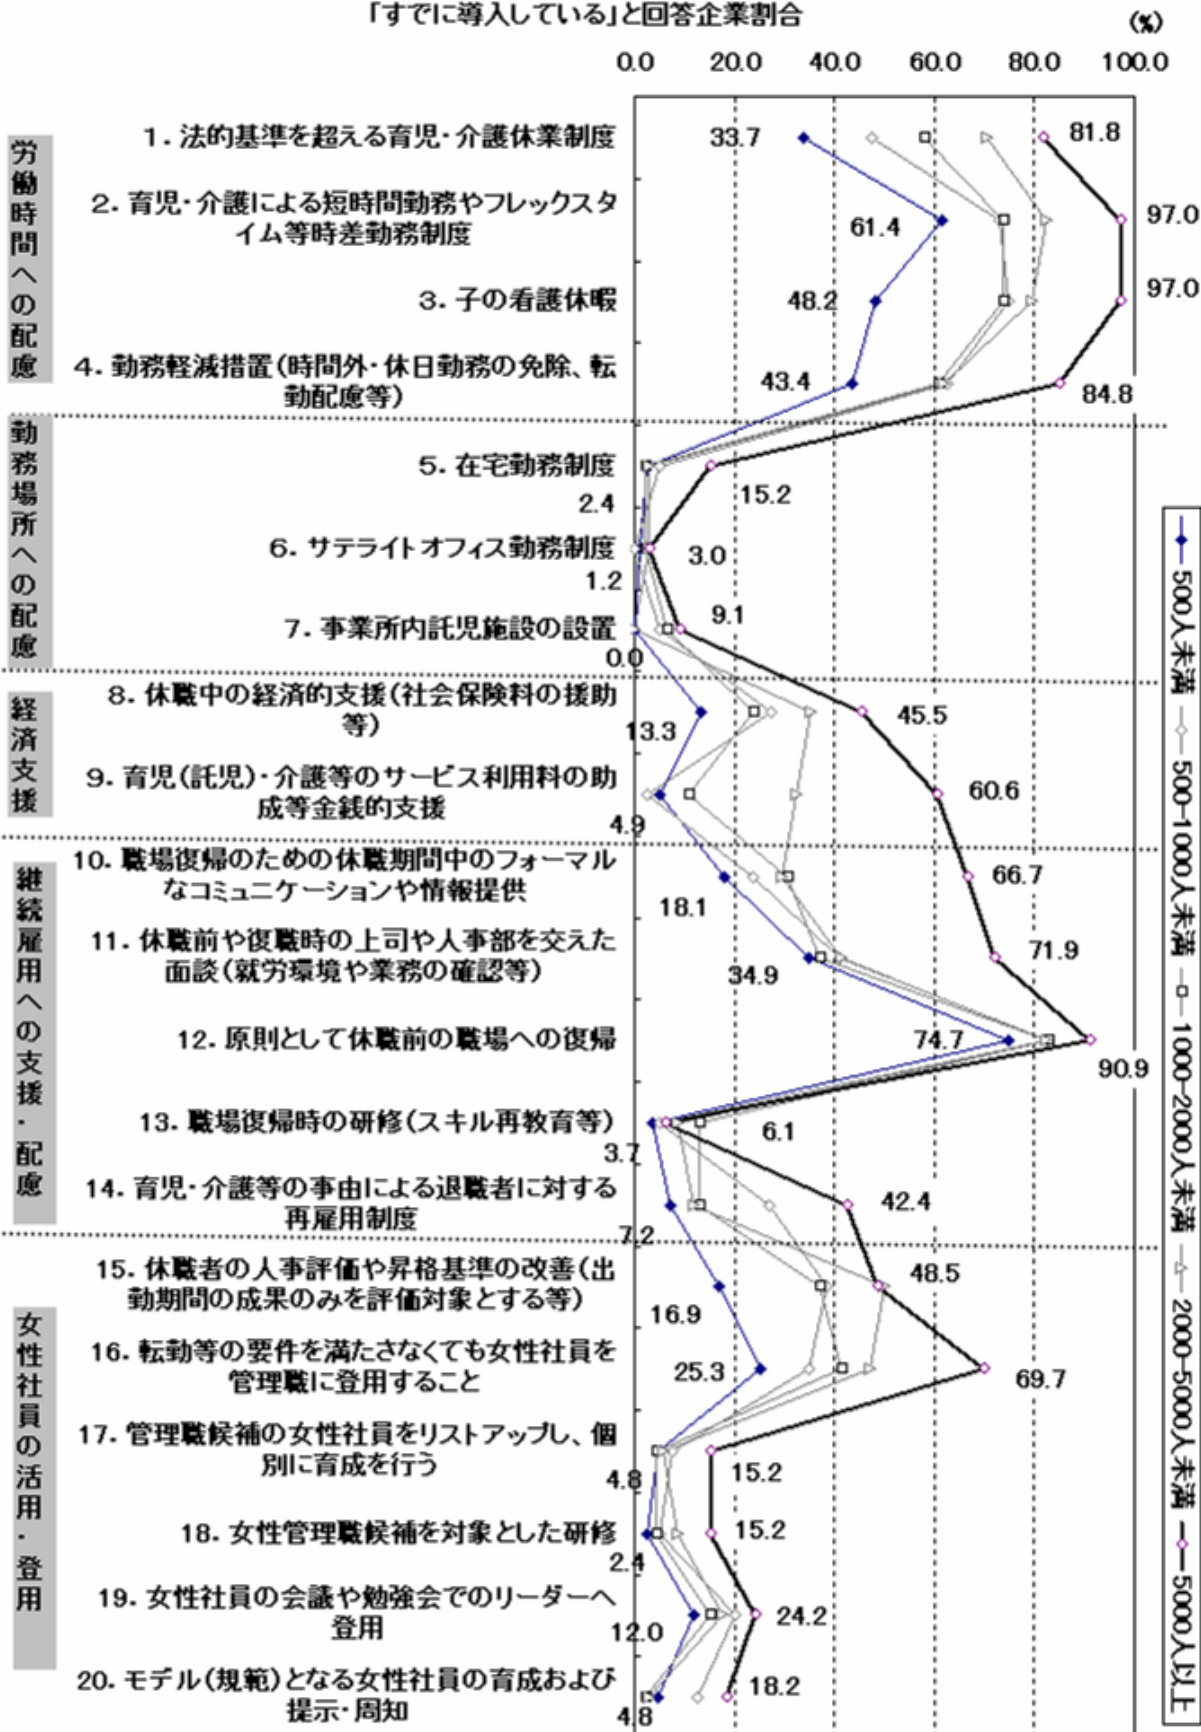 「すでに導入している」と回答企業割合
(%)
0.0 20.0 40.0 60.0 80.0 100.0
労働時間への配慮
1. 法的基準を超える育児・介護休業制度
33.7
81.8
2. 育児・介護による短時間勤務やフレックスタ
イム等時差勤務制度
61.4
97.0
3. 子の看護休暇
48.2
97.0
4. 勤務軽減措置(時間外・休日勤務の免除、転
勤配慮等)
43.4
84.8
勤務場所への配慮
5. 在宅勤務制度
2.4
15.2
6. サテライトオフィス勤務制度
1.2
3.0
7. 事業所内託児施設の設置
0.0
9.1
経済支援
8. 休職中の経済的支援(社会保険料の援助
等)
13.3
45.5
9. 育児(託児)・介護等のサービス利用料の助
成等金銭的支援
4.9
60.6
継続雇用への支援・配慮
10. 職場復帰のための休職期間中のフォーマル
なコミュニケーションや情報提供
18.1
66.7
11. 休職前や復職時の上司や人事部を交えた
面談(就労環境や業務の確認等)
34.9
71.9
12. 原則として休職前の職場への復帰
74.7
90.9
13. 職場復帰時の研修(スキル再教育等)
3.7
6.1
14. 育児・介護等の事由による退職者に対する
再雇用制度
7.2
42.4
女性社員の活用・登用
15. 休職者の人事評価や昇格基準の改善(出
勤期間の成果のみを評価対象とする等)
16.9
48.5
16. 転勤等の要件を満たさなくても女性社員を
管理職に登用すること
25.3
69.7
17. 管理職候補の女性社員をリストアップし、個
別に育成を行う
4.8
15.2
18. 女性管理職候補を対象とした研修
2.4
15.2
19. 女性社員の会議や勉強会でのリーダーへ
登用
12.0
24.2
20. モデル(規範)となる女性社員の育成および
提示・周知
4.8
18.2
500人未満
500-1000人未満
1000-2000人未満
2000-5000人未満
5000人以上